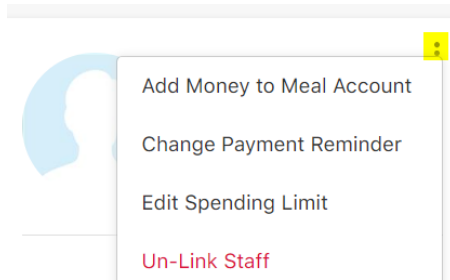 Add Money to Meal Account
Change Payment Reminder
Edit Spending Limit
Un-Link Staff